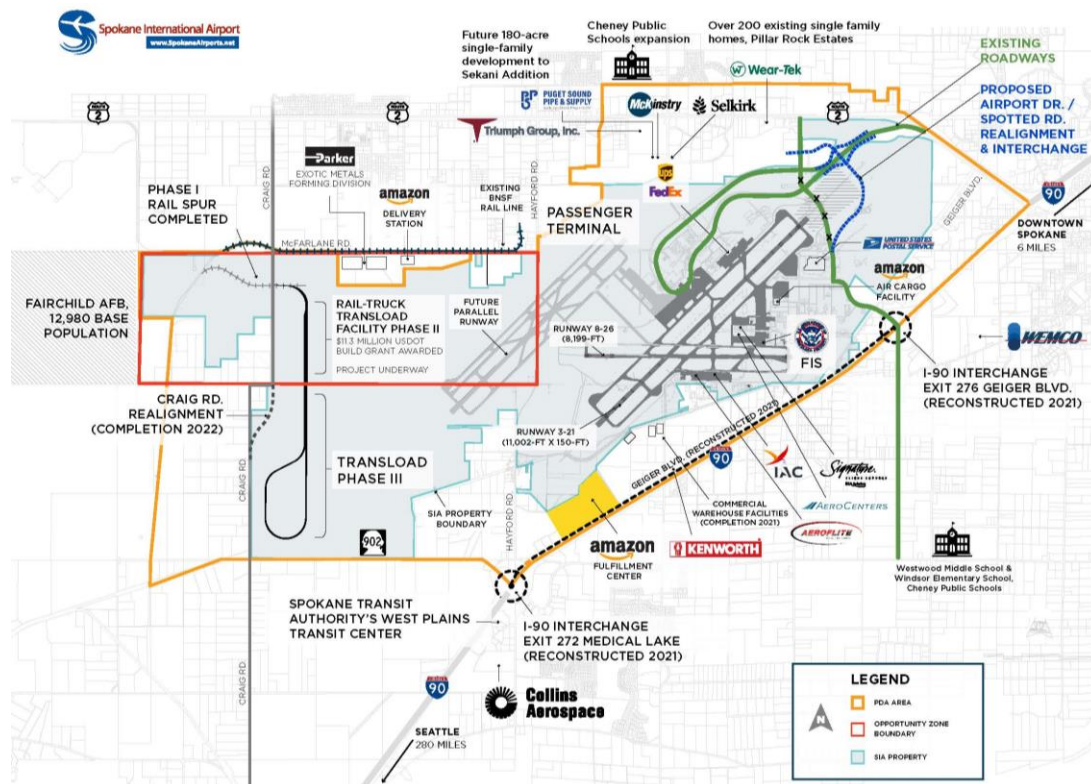 Spokane International Airport
www.SpokaneAirports.net
Future 180-acre
single-family
development to
Sekani Addition
Cheney Public
Schools expansion
Over 200 existing single family
homes, Pillar Rock Estates
Wear-Tek
EXISTING
ROADWAYS
PUGET SOUND
PIPE & SUPPLY
McKinstry
Selkirk
PROPOSED
AIRPORT DR. /
SPOTTED RD.
REALIGNMENT
& INTERCHANGE
2
2
2
Triumph Group, Inc.
Parker
EXOTIC METALS
FORMING DIVISION
amazon
DELIVERY
STATION
EXISTING
BNSF
RAIL LINE
HAYFORD RD.
CRAIG RD.
ups
FedEx
PHASE I
RAIL SPUR
COMPLETED
McFARLANE RD
PASSENGER
TERMINAL
GEIGER BLVD.
90
DOWNTOWN
SPOKANE
6 MILES
UNITED STATES
POSTAL SERVICE
amazon
AIR CARGO
FACILITY
FAIRCHILD AFB,
12,980 BASE
POPULATION
RAIL-TRUCK
TRANSLOAD
FACILITY PHASE II
$11.3 MILLION USDOT
BUILD GRANT AWARDED
PROJECT UNDERWAY
FUTURE
PARALLEL
RUNWAY
RUNWAY 8-26
(8,199-FT)
FIS
WEMCO
I-90 INTERCHANGE
EXIT 276 GEIGER BLVD.
(RECONSTRUCTED 2021)
CRAIG RD.
REALIGNMENT
(COMPLETION 2022)
RUNWAY 3-21
(11,002-FT X 150-FT)
GEIGER BLVD. (RECONSTRUCTED 2021)
90
TRANSLOAD
PHASE III
CRAIG RD.
SIA PROPERTY
BOUNDARY
HAYFORD RD.
IAC
Signature
AEROCENTERS
AEROFLITE
COMMERCIAL
WAREHOUSE FACILITIES
(COMPLETION 2021)
KENWORTH
902
amazon
FULFILLMENT
CENTER
Westwood Middle School &
Windsor Elementary School,
Cheney Public Schools
SPOKANE TRANSIT
AUTHORITY'S WEST PLAINS
TRANSIT CENTER
I-90 INTERCHANGE
EXIT 272 MEDICAL LAKE
(RECONSTRUCTED 2021)
CRAIG RD.
90
Collins
Aerospace
SEATTLE
280 MILES
LEGEND
N
PDA AREA
OPPORTUNITY ZONE
BOUNDARY
SIA PROPERTY